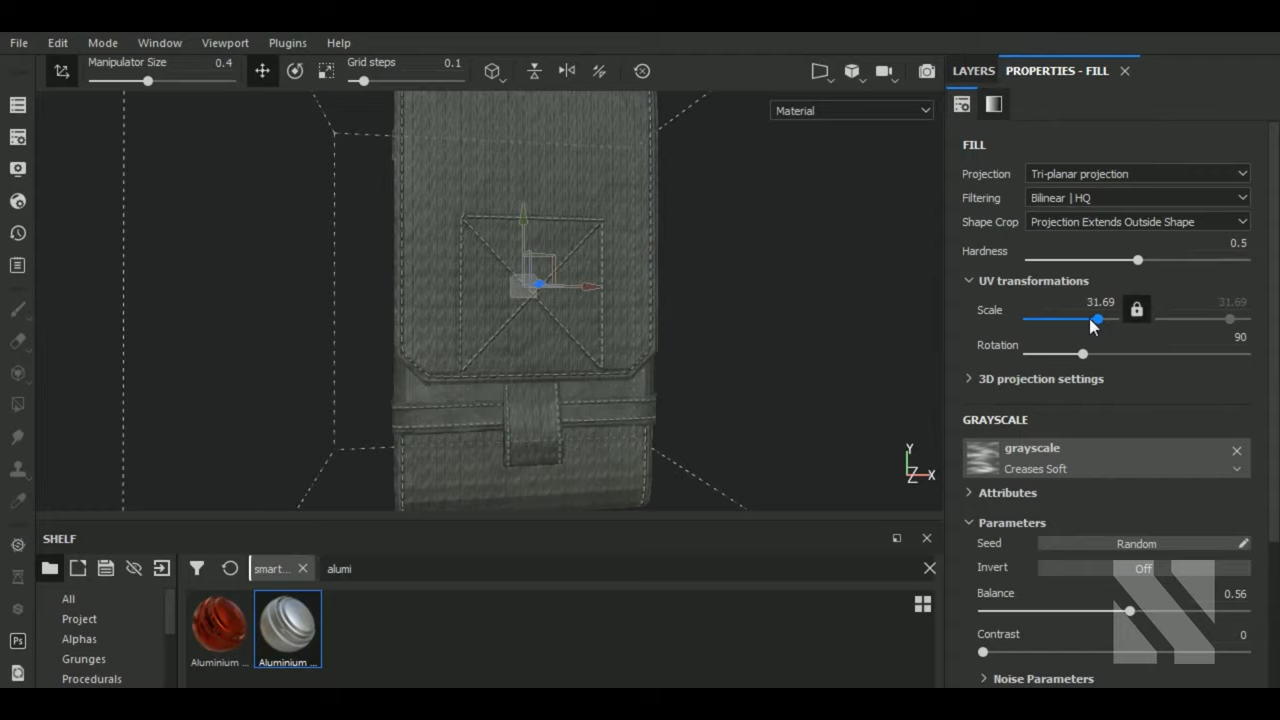 File Edit Mode Window Viewport Plugins Help
Manipulator Size 0.4 Grid steps 0.1
LAYERS PROPERTIES - FILL
Material
FILL
Projection Tri-planar projection
Filtering Bilinear | HQ
Shape Crop Projection Extends Outside Shape
Hardness 0.5
UV transformations
Scale 31.69 31.69
Rotation 90
3D projection settings
GRAYSCALE
grayscale
Creases Soft
Attributes
Parameters
Seed Random
Invert Off
Balance 0.56
Contrast 0
Noise Parameters
Y
Z X
SHELF
smart... alumi
All
Project
Alphas
Grunges
Procedurals
Aluminium ... Aluminium ...
Ps